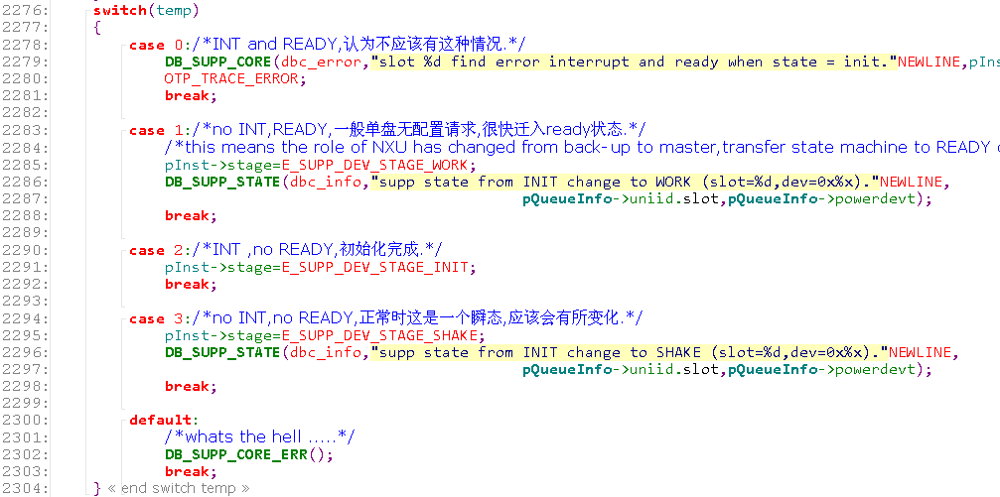 2276: switch(temp)
2277: {
2278: case 0:/*INT and READY,认为不应该有这种情况.*/
2279: DB_SUPP_CORE(dbc_error,"slot %d find error interrupt and ready when state = init."NEWLINE,pIns
2280: OTP_TRACE_ERROR;
2281: break;
2282:
2283: case 1:/*no INT,READY,一般单盘无配置请求,很快迁入ready状态.*/
2284: /*this means the role of NXU has changed from back-up to master,transfer state machine to READY
2285: pInst->stage=E_SUPP_DEV_STAGE_WORK;
2286: DB_SUPP_STATE(dbc_info,"supp state from INIT change to WORK (slot=%d,dev=0x%x)."NEWLINE,
2287: pQueueInfo->uniid.slot,pQueueInfo->powerdevt);
2288: break;
2289:
2290: case 2:/*INT ,no READY,初始化完成.*/
2291: pInst->stage=E_SUPP_DEV_STAGE_INIT;
2292: break;
2293:
2294: case 3:/*no INT,no READY,正常时这是一个瞬态,应该会有所变化.*/
2295: pInst->stage=E_SUPP_DEV_STAGE_SHAKE;
2296: DB_SUPP_STATE(dbc_info,"supp state from INIT change to SHAKE (slot=%d,dev=0x%x)."NEWLINE,
2297: pQueueInfo->uniid.slot,pQueueInfo->powerdevt);
2298: break;
2299:
2300: default:
2301: /*whats the hell .....*/
2302: DB_SUPP_CORE_ERR();
2303: break;
2304: } « end switch temp »